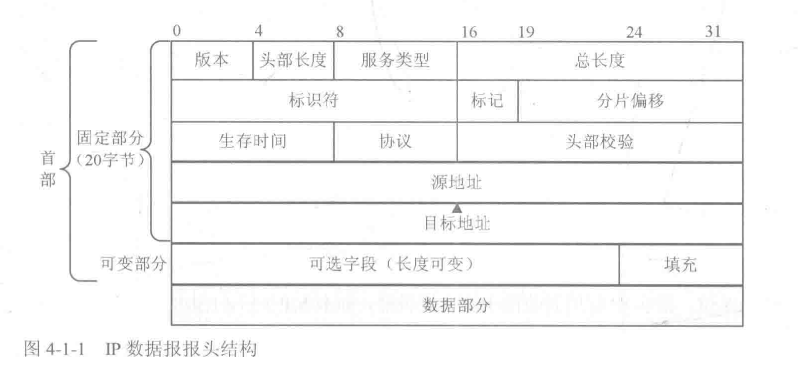 0 4 8 16 19 24 31
版本 头部长度 服务类型 总长度
标识符 标记 分片偏移
首部
固定部分
（20字节）
生存时间 协议 头部校验
源地址
目标地址
可变部分 可选字段（长度可变） 填充
数据部分
图 4-1-1 IP 数据报报头结构